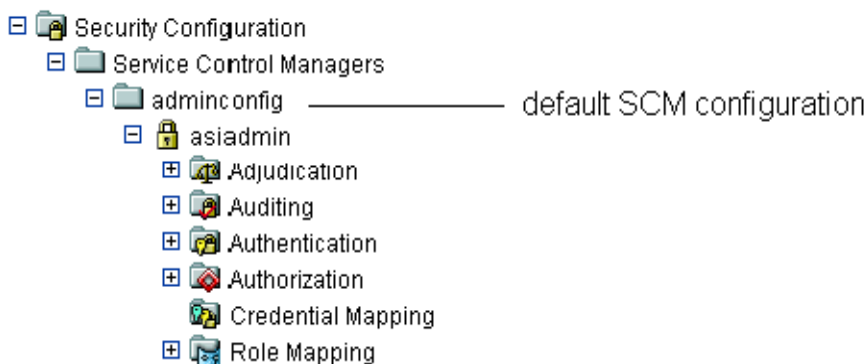 Security Configuration
Service Control Managers
adminconfig default SCM configuration
asiadmin
Adjudication
Auditing
Authentication
Authorization
Credential Mapping
Role Mapping